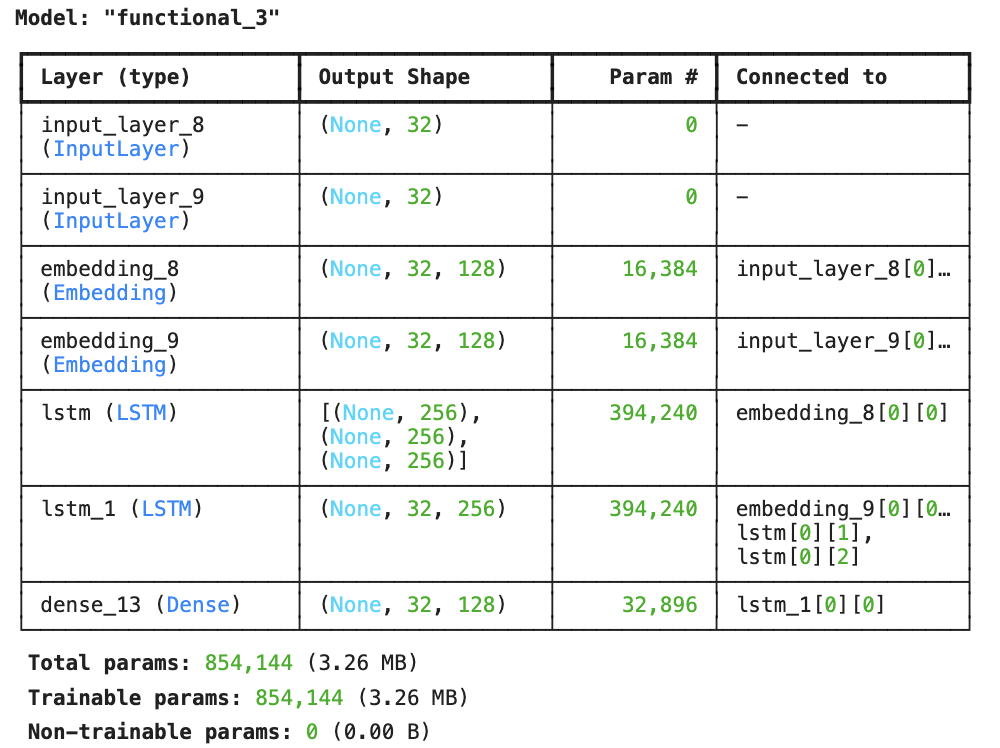 Model: "functional_3"
Layer (type) Output Shape Param # Connected to
input_layer_8 (None, 32) 0 –
(InputLayer)
input_layer_9 (None, 32) 0 –
(InputLayer)
embedding_8 (None, 32, 128) 16,384 input_layer_8[0]…
(Embedding)
embedding_9 (None, 32, 128) 16,384 input_layer_9[0]…
(Embedding)
lstm (LSTM) [(None, 256), 394,240 embedding_8[0][0]
(None, 256),
(None, 256)]
lstm_1 (LSTM) (None, 32, 256) 394,240 embedding_9[0][0…
lstm[0][1],
lstm[0][2]
dense_13 (Dense) (None, 32, 128) 32,896 lstm_1[0][0]
Total params: 854,144 (3.26 MB)
Trainable params: 854,144 (3.26 MB)
Non-trainable params: 0 (0.00 B)